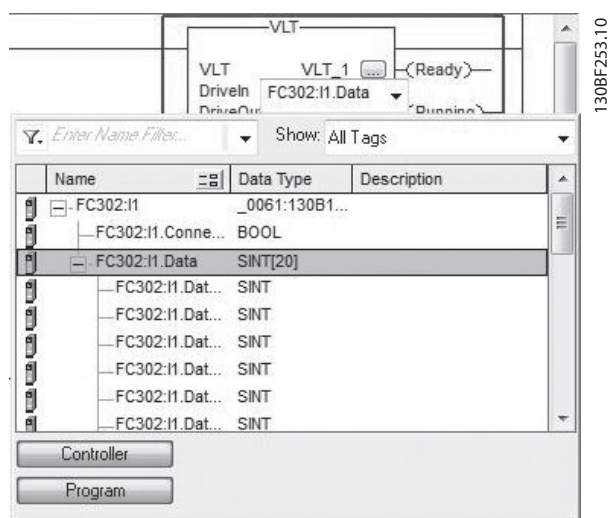 VLT
VLT VLT_1 ... (Ready)
DriveIn FC302:I1.Data
DriveOu (Running)
Enter Name Filter... Show: All Tags
Name Data Type Description
FC302:I1 _0061:130B1...
FC302:I1.Conne... BOOL
FC302:I1.Data SINT[20]
FC302:I1.Dat... SINT
FC302:I1.Dat... SINT
FC302:I1.Dat... SINT
FC302:I1.Dat... SINT
FC302:I1.Dat... SINT
FC302:I1.Dat... SINT
Controller
Program
130BF253.10